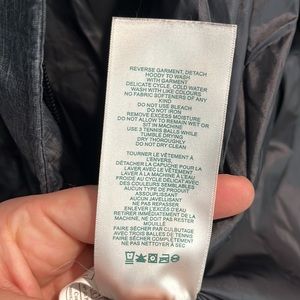 REVERSE GARMENT, DETACH
HOODY TO WASH
WITH GARMENT
DELICATE CYCLE, COLD WATER
WASH WITH LIKE COLOURS
NO FABRIC SOFTENERS OF ANY
KIND
DO NOT USE BLEACH
DO NOT IRON
REMOVE EXCESS MOISTURE
DO NOT ALLOW TO REMAIN WET OR
SIT IN MACHINE
USE 3 TENNIS BALLS WHILE
TUMBLE DRYING
DRY THOROUGHLY
DO NOT DRY CLEAN
TOURNER LE VÊTEMENT À
L'ENVERS.
DÉTACHER LA CAPUCHE POUR LA
LAVER AVEC LE VÊTEMENT
LAVER À LA MACHINE À L'EAU
FROIDE AU CYCLE DÉLICAT AVEC
DES COULEURS SEMBLABLES
AUCUN TYPE DE PRODUIT
ASSOUPLISSANT
AUCUN JAVELLISANT
NE PAS REPASSER
ENLEVER L'EXCÈS D'EAU
RETIRER IMMÉDIATEMENT DE LA
MACHINE, NE PAS LE RESTER
MOUILLÉ
FAIRE SÉCHER PAR CULBUTAGE
AVEC TROIS BALLES DE TENNIS
FAIRE SÉCHER COMPLÈTEMENT
NE PAS NETTOYER À SEC